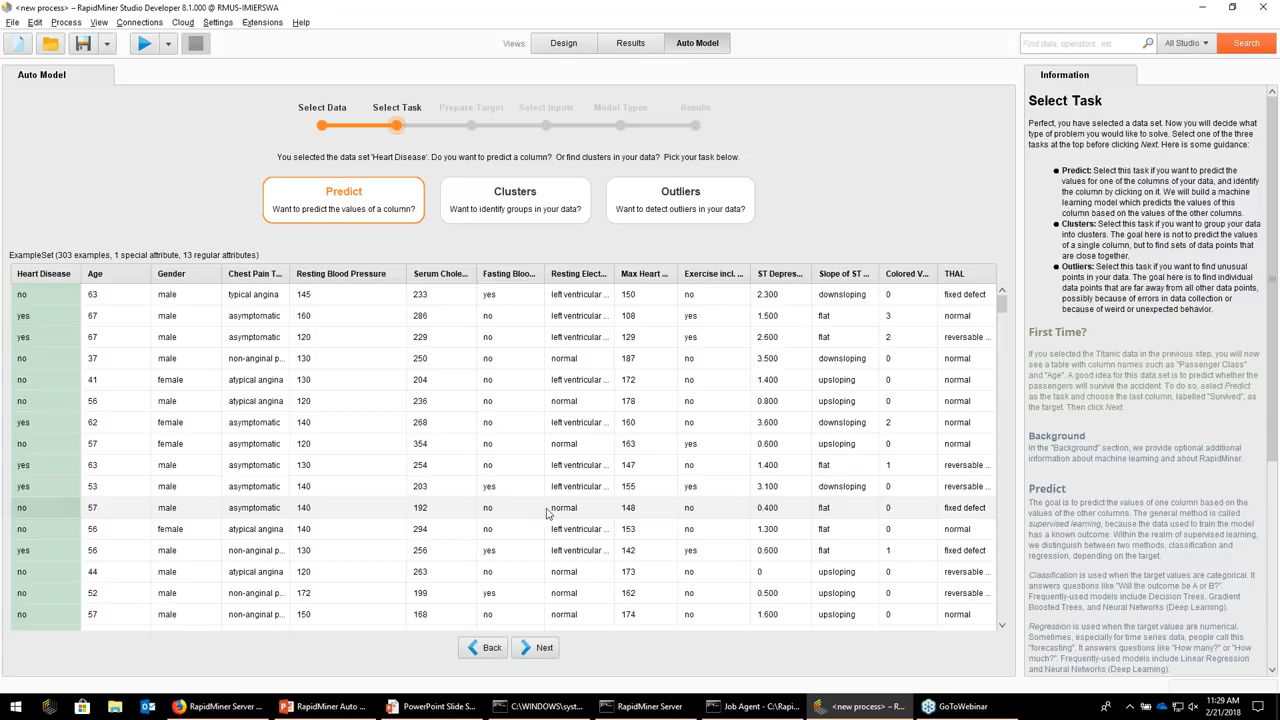 <new process> – RapidMiner Studio Developer 8.1.000 @ RMUS-IMIERSWA
File Edit Process View Connections Cloud Settings Extensions Help
Views: Design Results Auto Model
Find data, operators...etc All Studio Search
Auto Model
Select Data Select Task Prepare Target Select Inputs Model Types Results
You selected the data set 'Heart Disease'. Do you want to predict a column? Or find clusters in your data? Pick your task below.
Predict Clusters Outliers
Want to predict the values of a column? Want to identify groups in your data? Want to detect outliers in your data?
ExampleSet (303 examples, 1 special attribute, 13 regular attributes)
Heart Disease Age Gender Chest Pain T... Resting Blood Pressure Serum Chole... Fasting Bloo... Resting Elect... Max Heart ... Exercise incl. ... ST Depres... Slope of ST ... Colored V... THAL
no 63 male typical angina 145 233 yes left ventricular ... 150 no 2.300 downsloping 0 fixed defect
yes 67 male asymptomatic 160 286 no left ventricular ... 108 yes 1.500 flat 3 normal
yes 67 male asymptomatic 120 229 no left ventricular ... 129 yes 2.600 flat 2 reversable ...
no 37 male non-anginal p... 130 250 no normal 187 no 3.500 downsloping 0 normal
no 41 female atypical angina 130 204 no left ventricular ... 172 no 1.400 upsloping 0 normal
no 56 male atypical angina 120 236 no normal 178 no 0.800 upsloping 0 normal
yes 62 female asymptomatic 140 268 no left ventricular ... 160 no 3.600 downsloping 2 normal
no 57 female asymptomatic 120 354 no normal 163 yes 0.600 upsloping 0 normal
yes 63 male asymptomatic 130 254 no left ventricular ... 147 no 1.400 flat 1 reversable ...
yes 53 male asymptomatic 140 203 yes left ventricular ... 155 yes 3.100 downsloping 0 reversable ...
no 57 male asymptomatic 140 192 no normal 148 no 0.400 flat 0 fixed defect
no 56 female atypical angina 140 294 no left ventricular ... 153 no 1.300 flat 0 normal
yes 56 male non-anginal p... 130 256 yes left ventricular ... 142 yes 0.600 flat 1 fixed defect
no 44 male atypical angina 120 263 no normal 173 no 0 upsloping 0 reversable ...
no 52 male non-anginal p... 172 199 yes normal 162 no 0.500 upsloping 0 reversable ...
no 57 male non-anginal p... 150 168 no normal 174 no 1.600 upsloping 0 normal
Back Next
Information
Select Task
Perfect, you have selected a data set. Now you will decide
what type of problem you would like to solve. Select one of the three
tasks at the top before clicking Next. Here is some guidance:
Predict: Select this task if you want to predict the
values for one of the columns of your data, and identify
the column by clicking on it. We will build a machine
learning model which predicts the values of this
column based on the values of the other columns.
Clusters: Select this task if you want to group your data
into clusters. The goal here is not to predict the values
of a single column, but to find sets of data points that
are close together.
Outliers: Select this task if you want to find unusual
points in your data. The goal here is to find individual
data points that are far away from all other data points,
possibly because of errors in data collection or
because of weird or unexpected behavior.
First Time?
If you selected the Titanic data in the previous step, you will now
see a table with column names such as "Passenger Class"
and "Age". A good idea for this data set is to predict whether the
passengers will survive the accident. To do so, select Predict
as the task and choose the last column, labelled "Survived", as
the target. Then click Next.
Background
In the "Background" section, we provide optional additional
information about machine learning and about RapidMiner.
Predict
The goal is to predict the values of one column based on the
values of the other columns. The general method is called
supervised learning, because the data used to train the model
has a known outcome. Within the realm of supervised learning,
we distinguish between two methods, classification and
regression, depending on the target.
Classification is used when the target values are categorical. It
answers questions like "Will the outcome be A or B?".
Frequently-used models include Decision Trees, Gradient
Boosted Trees, and Neural Networks (Deep Learning).
Regression is used when the target values are numerical.
Sometimes, especially for time series data, people call this
"forecasting". It answers questions like "How many?" or "How
much?". Frequently-used models include Linear Regression
and Neural Networks (Deep Learning).
RapidMiner Server ... RapidMiner Auto ... PowerPoint Slide S... C:\WINDOWS\syst... RapidMiner Server Job Agent - C:\Rapi... <new process> – R... GoToWebinar
11:29 AM
2/21/2018